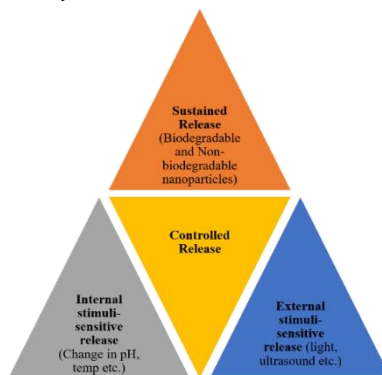 Sustained
Release
(Biodegradable
and Non-
biodegradable
nanoparticles)
Controlled
Release
Internal
stimuli-
sensitive
release
(Change in pH,
temp etc.)
External
stimuli-
sensitive
release (light,
ultrasound etc.)